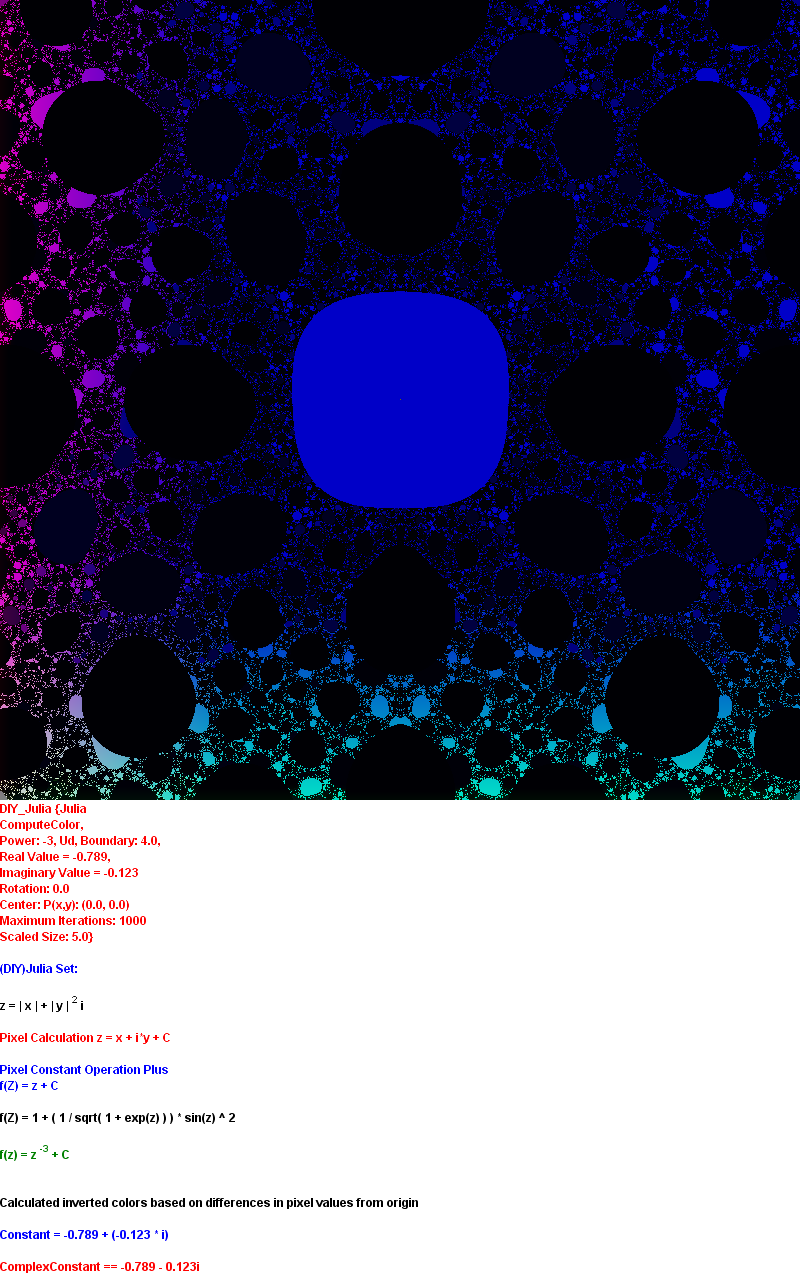 DIY_Julia {Julia
ComputeColor,
Power: -3, Ud, Boundary: 4.0,
Real Value = -0.789,
Imaginary Value = -0.123
Rotation: 0.0
Center: P(x,y): (0.0, 0.0)
Maximum Iterations: 1000
Scaled Size: 5.0}
(DIY)Julia Set:
z = | x | + | y | ² i
Pixel Calculation z = x + i*y + C
Pixel Constant Operation Plus
f(Z) = z + C
f(Z) = 1 + ( 1 / sqrt( 1 + exp(z) ) ) * sin(z) ^ 2
f(z) = z ⁻³ + C
Calculated inverted colors based on differences in pixel values from origin
Constant = -0.789 + (-0.123 * i)
ComplexConstant == -0.789 - 0.123i